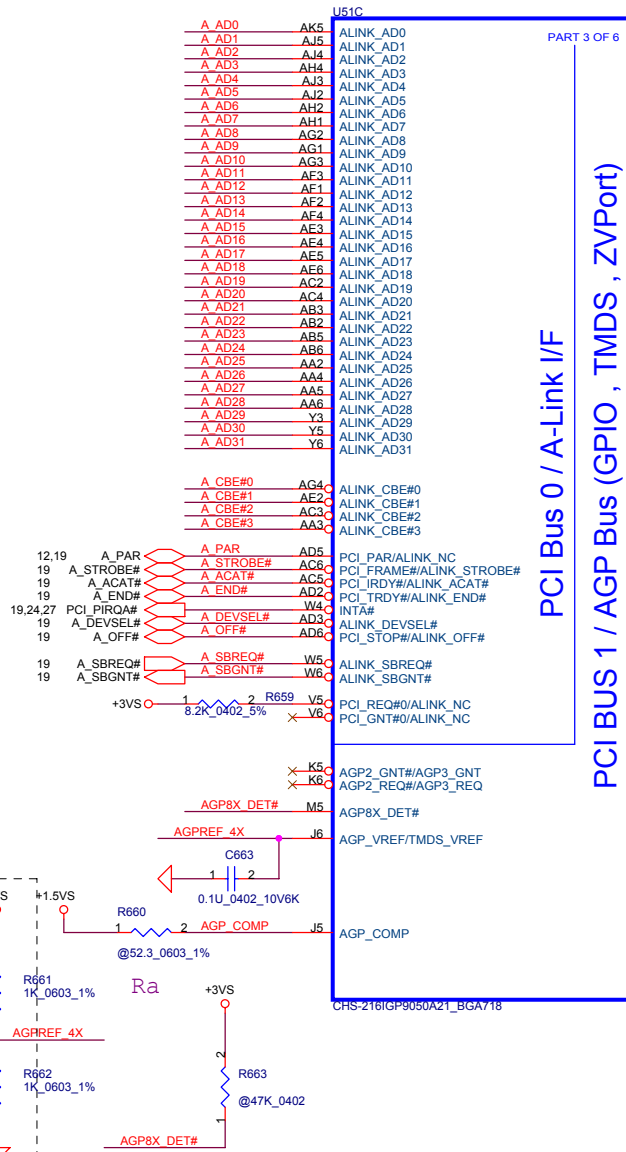 U51C
PART 3 OF 6
A_AD0 AK5 ALINK_AD0
A_AD1 AJ5 ALINK_AD1
A_AD2 AJ4 ALINK_AD2
A_AD3 AH4 ALINK_AD3
A_AD4 AJ3 ALINK_AD4
A_AD5 AJ2 ALINK_AD5
A_AD6 AH2 ALINK_AD6
A_AD7 AH1 ALINK_AD7
A_AD8 AG2 ALINK_AD8
A_AD9 AG1 ALINK_AD9
A_AD10 AG3 ALINK_AD10
A_AD11 AF3 ALINK_AD11
A_AD12 AF1 ALINK_AD12
A_AD13 AF2 ALINK_AD13
A_AD14 AF4 ALINK_AD14
A_AD15 AE3 ALINK_AD15
A_AD16 AE4 ALINK_AD16
A_AD17 AE5 ALINK_AD17
A_AD18 AE6 ALINK_AD18
A_AD19 AC2 ALINK_AD19
A_AD20 AC4 ALINK_AD20
A_AD21 AB3 ALINK_AD21
A_AD22 AB2 ALINK_AD22
A_AD23 AB5 ALINK_AD23
A_AD24 AB6 ALINK_AD24
A_AD25 AA2 ALINK_AD25
A_AD26 AA4 ALINK_AD26
A_AD27 AA5 ALINK_AD27
A_AD28 AA6 ALINK_AD28
A_AD29 Y3 ALINK_AD29
A_AD30 Y5 ALINK_AD30
A_AD31 Y6 ALINK_AD31
A_CBE#0 AG4 ALINK_CBE#0
A_CBE#1 AE2 ALINK_CBE#1
A_CBE#2 AC3 ALINK_CBE#2
A_CBE#3 AA3 ALINK_CBE#3
12,19 A_PAR A_PAR AD5 PCI_PAR/ALINK_NC
19 A_STROBE# A_STROBE# AC6 PCI_FRAME#/ALINK_STROBE#
19 A_ACAT# A_ACAT# AC5 PCI_IRDY#/ALINK_ACAT#
19 A_END# A_END# AD2 PCI_TRDY#/ALINK_END#
19,24,27 PCI_PIRQA# W4 INTA#
19 A_DEVSEL# A_DEVSEL# AD3 ALINK_DEVSEL#
19 A_OFF# A_OFF# AD6 PCI_STOP#/ALINK_OFF#
19 A_SBREQ# A_SBREQ# W5 ALINK_SBREQ#
19 A_SBGNT# A_SBGNT# W6 ALINK_SBGNT#
+3VS 1 2 R659 V5 PCI_REQ#0/ALINK_NC
8.2K_0402_5% V6 PCI_GNT#0/ALINK_NC
PCI Bus 0 / A-Link I/F
PCI BUS 1 / AGP Bus (GPIO , TMDS , ZVPort)
K5 AGP2_GNT#/AGP3_GNT
K6 AGP2_REQ#/AGP3_REQ
AGP8X_DET# M5 AGP8X_DET#
AGPREF_4X J6 AGP_VREF/TMDS_VREF
C663
1 2
0.1U_0402_10V6K
S +1.5VS
R660
1 2 AGP_COMP J5 AGP_COMP
@52.3_0603_1%
Ra
CHS-216IGP9050A21_BGA718
R661
1K_0603_1%
AGPREF_4X
R662
1K_0603_1%
+3VS
2
R663
@47K_0402
1
AGP8X_DET#